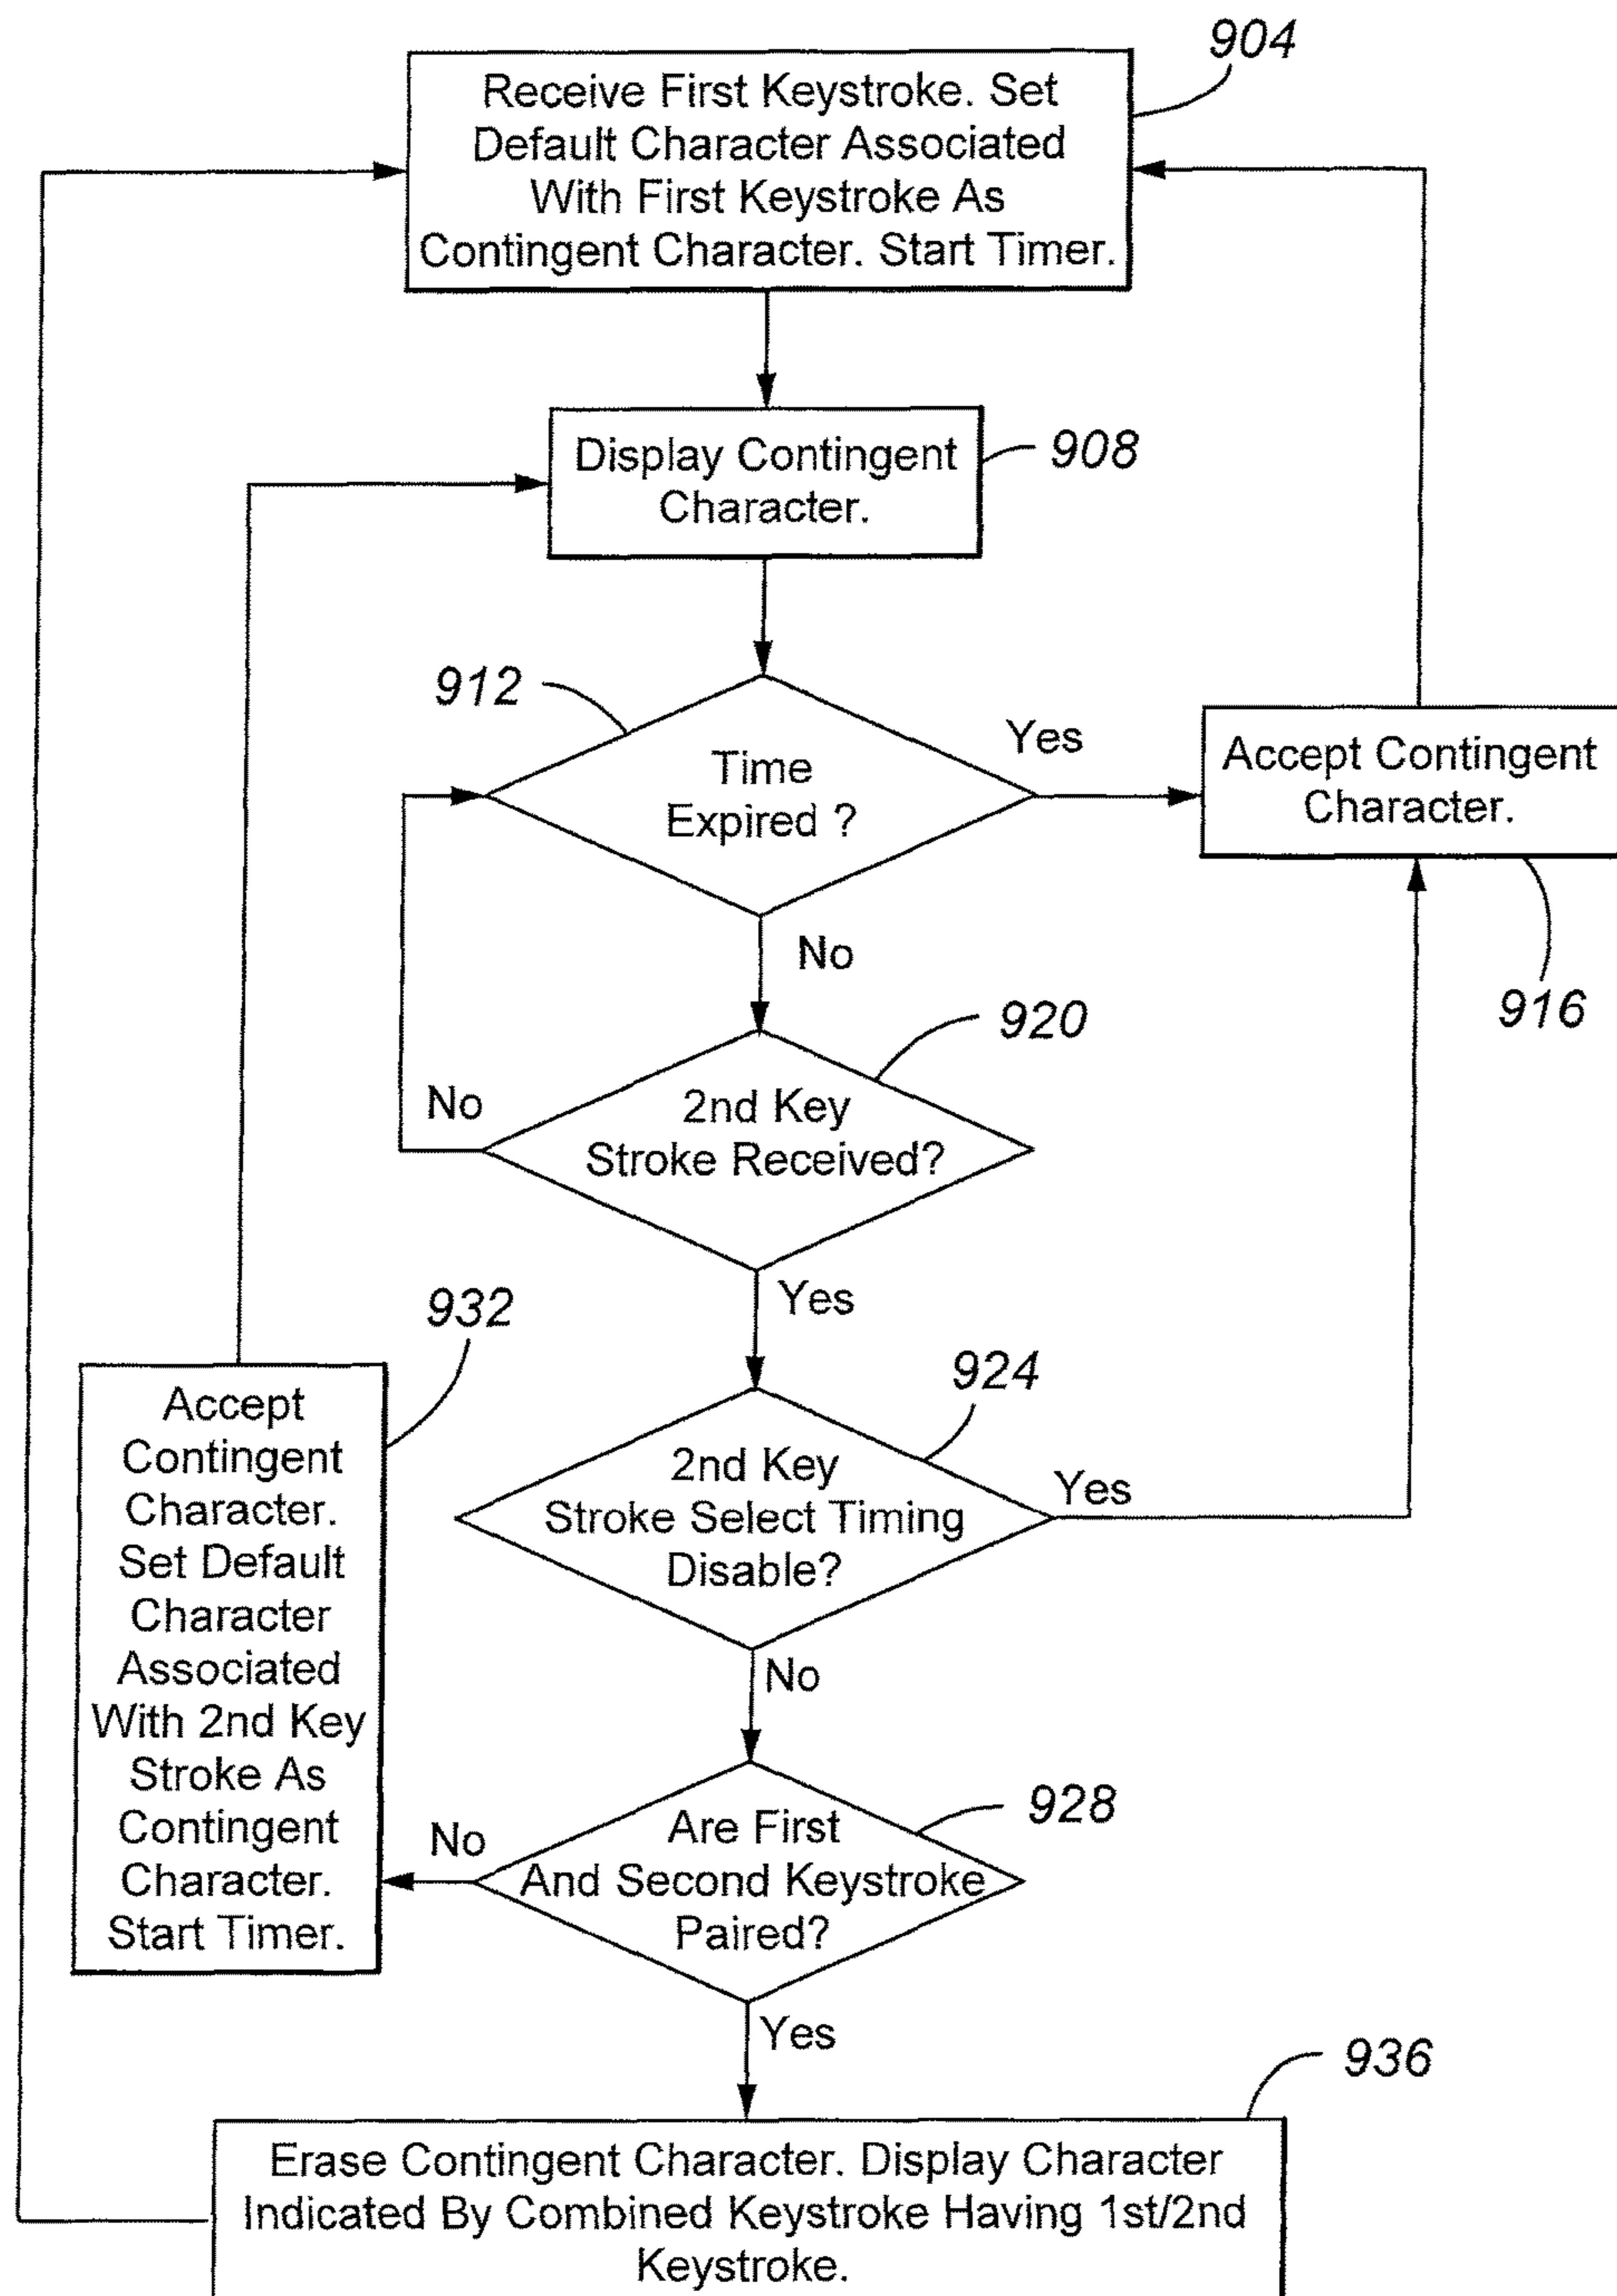 904
Receive First Keystroke. Set
Default Character Associated
With First Keystroke As
Contingent Character. Start Timer.
Display Contingent
Character.
908
912
Time
Expired ?
Yes
Accept Contingent
Character.
916
No
920
2nd Key
Stroke Received?
No
Yes
932
924
Accept
Contingent
Character.
Set Default
Character
Associated
With 2nd Key
Stroke As
Contingent
Character.
Start Timer.
2nd Key
Stroke Select Timing
Disable?
Yes
No
928
Are First
And Second Keystroke
Paired?
No
Yes
936
Erase Contingent Character. Display Character
Indicated By Combined Keystroke Having 1st/2nd
Keystroke.